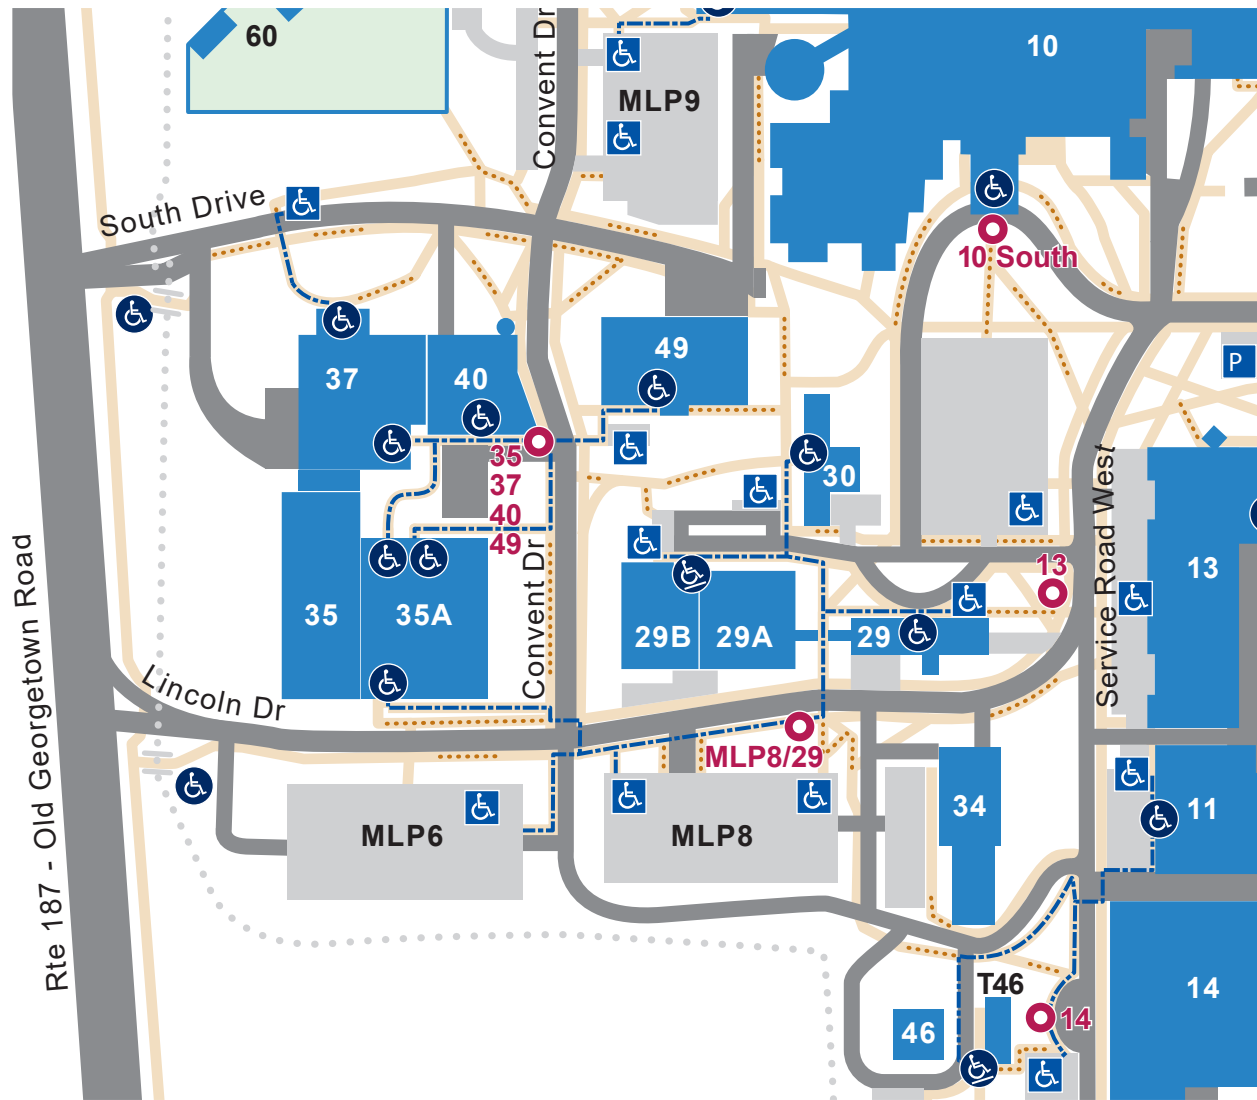 60
10
MLP9
Convent Dr
South Drive
10 South
37
40
49
P
35
37
40
49
30
13
13
35
35A
29B
29A
29
Convent Dr
Service Road West
Rte 187 - Old Georgetown Road
Lincoln Dr
MLP8/29
34
11
MLP6
MLP8
T46
14
14
46